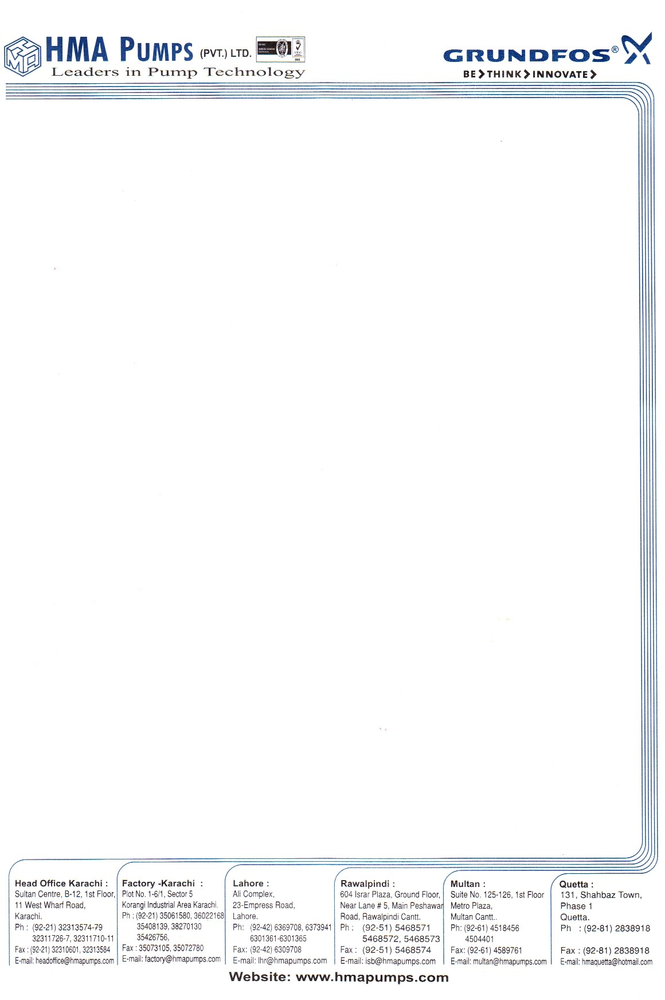 HMA PUMPS (PVT.) LTD.
Leaders in Pump Technology
008
GRUNDFOS®
BE>THINK>INNOVATE>
Head Office Karachi :
Sultan Centre, B-12, 1st Floor,
11 West Wharf Road,
Karachi.
Ph : (92-21) 32313574-79
32311726-7, 32311710-11
Fax : (92-21) 32310601, 32313584
E-mail: headoffice@hmapumps.com
Factory -Karachi :
Plot No. 1-6/1, Sector 5
Korangi Industrial Area Karachi.
Ph : (92-21) 35061580, 36022168
35408139, 38270130
35426756,
Fax : 35073105, 35072780
E-mail: factory@hmapumps.com
Lahore :
Ali Complex,
23-Empress Road,
Lahore.
Ph: (92-42) 6369708, 6373941
6301361-6301365
Fax: (92-42) 6309708
E-mail: lhr@hmapumps.com
Rawalpindi :
604 Israr Plaza, Ground Floor,
Near Lane # 5, Main Peshawar
Road, Rawalpindi Cantt.
Ph : (92-51) 5468571
5468572, 5468573
Fax : (92-51) 5468574
E-mail: isb@hmapumps.com
Multan :
Suite No. 125-126, 1st Floor
Metro Plaza,
Multan Cantt..
Ph: (92-61) 4518456
4504401
Fax: (92-61) 4589761
E-mail: multan@hmapumps.com
Quetta :
131, Shahbaz Town,
Phase 1
Quetta.
Ph : (92-81) 2838918
Fax : (92-81) 2838918
E-mail: hmaquetta@hotmail.com
Website: www.hmapumps.com